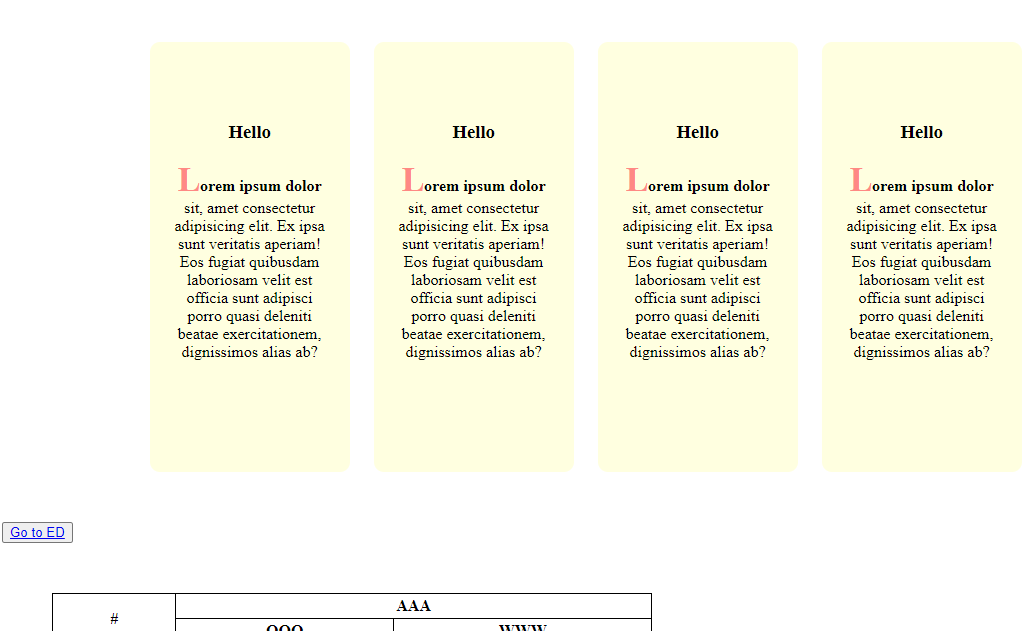 Hello
Lorem ipsum dolor
sit, amet consectetur
adipisicing elit. Ex ipsa
sunt veritatis aperiam!
Eos fugiat quibusdam
laboriosam velit est
officia sunt adipisci
porro quasi deleniti
beatae exercitationem,
dignissimos alias ab?
Hello
Lorem ipsum dolor
sit, amet consectetur
adipisicing elit. Ex ipsa
sunt veritatis aperiam!
Eos fugiat quibusdam
laboriosam velit est
officia sunt adipisci
porro quasi deleniti
beatae exercitationem,
dignissimos alias ab?
Hello
Lorem ipsum dolor
sit, amet consectetur
adipisicing elit. Ex ipsa
sunt veritatis aperiam!
Eos fugiat quibusdam
laboriosam velit est
officia sunt adipisci
porro quasi deleniti
beatae exercitationem,
dignissimos alias ab?
Hello
Lorem ipsum dolor
sit, amet consectetur
adipisicing elit. Ex ipsa
sunt veritatis aperiam!
Eos fugiat quibusdam
laboriosam velit est
officia sunt adipisci
porro quasi deleniti
beatae exercitationem,
dignissimos alias ab?
Go to ED
#
AAA
WWW